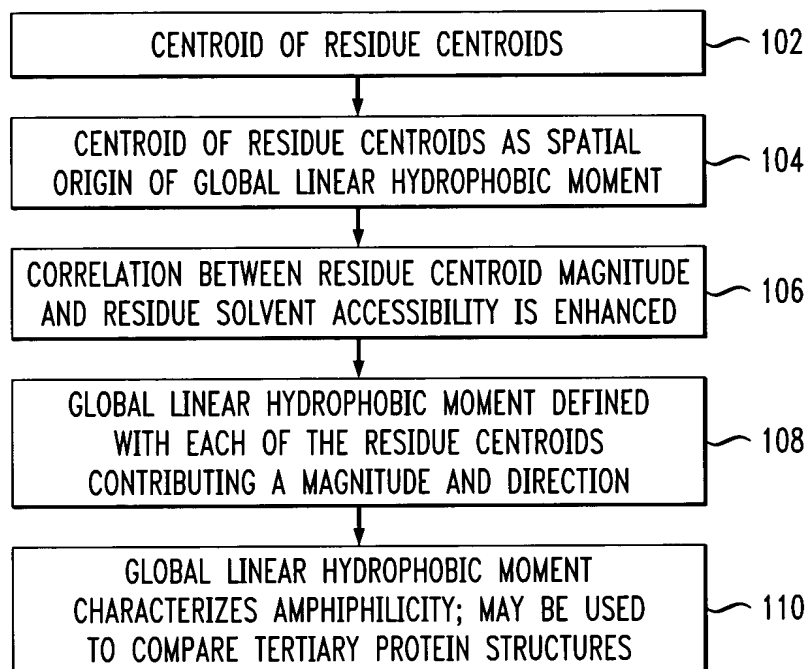 CENTROID OF RESIDUE CENTROIDS
102
CENTROID OF RESIDUE CENTROIDS AS SPATIAL
ORIGIN OF GLOBAL LINEAR HYDROPHOBIC MOMENT
104
CORRELATION BETWEEN RESIDUE CENTROID MAGNITUDE
AND RESIDUE SOLVENT ACCESSIBILITY IS ENHANCED
106
GLOBAL LINEAR HYDROPHOBIC MOMENT DEFINED
WITH EACH OF THE RESIDUE CENTROIDS
CONTRIBUTING A MAGNITUDE AND DIRECTION
108
GLOBAL LINEAR HYDROPHOBIC MOMENT
CHARACTERIZES AMPHIPHILICITY; MAY BE USED
TO COMPARE TERTIARY PROTEIN STRUCTURES
110